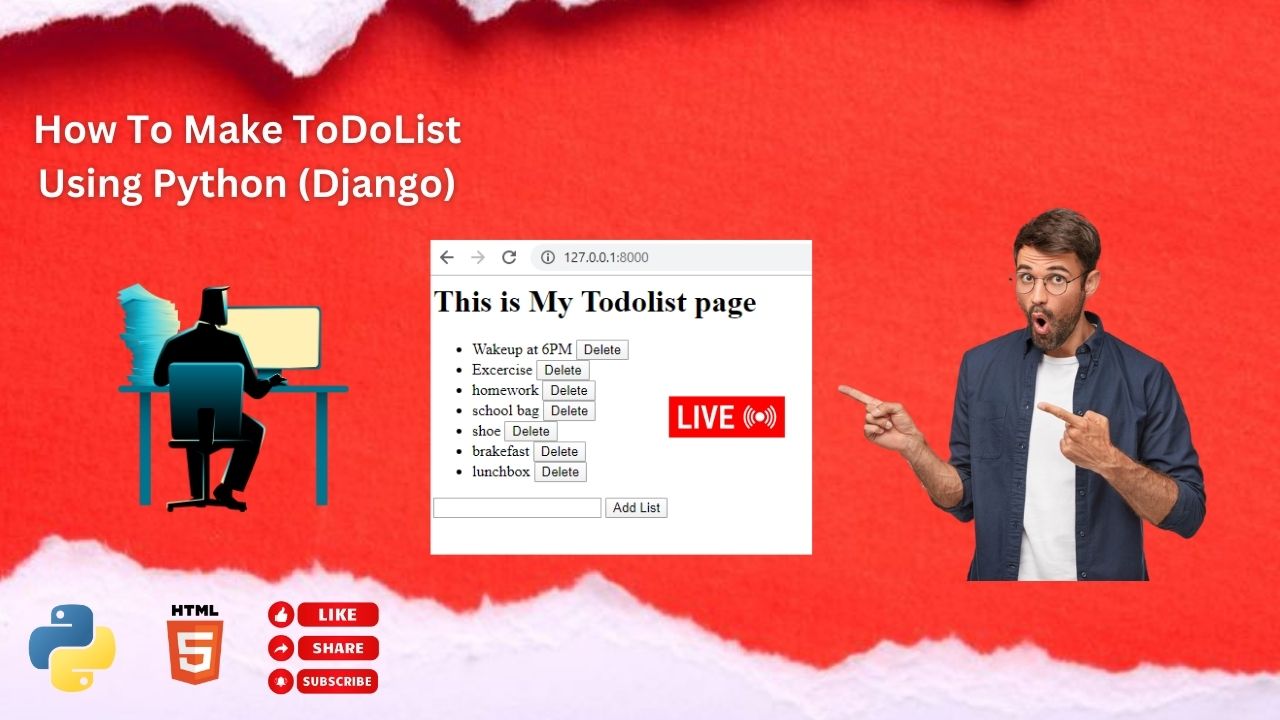 How To Make ToDoList
Using Python (Django)
127.0.0.1:8000
This is My Todolist page
Wakeup at 6PM Delete
Excercise Delete
homework Delete
school bag Delete
shoe Delete
brakefast Delete
lunchbox Delete
LIVE
Add List
HTML
5
LIKE
SHARE
SUBSCRIBE